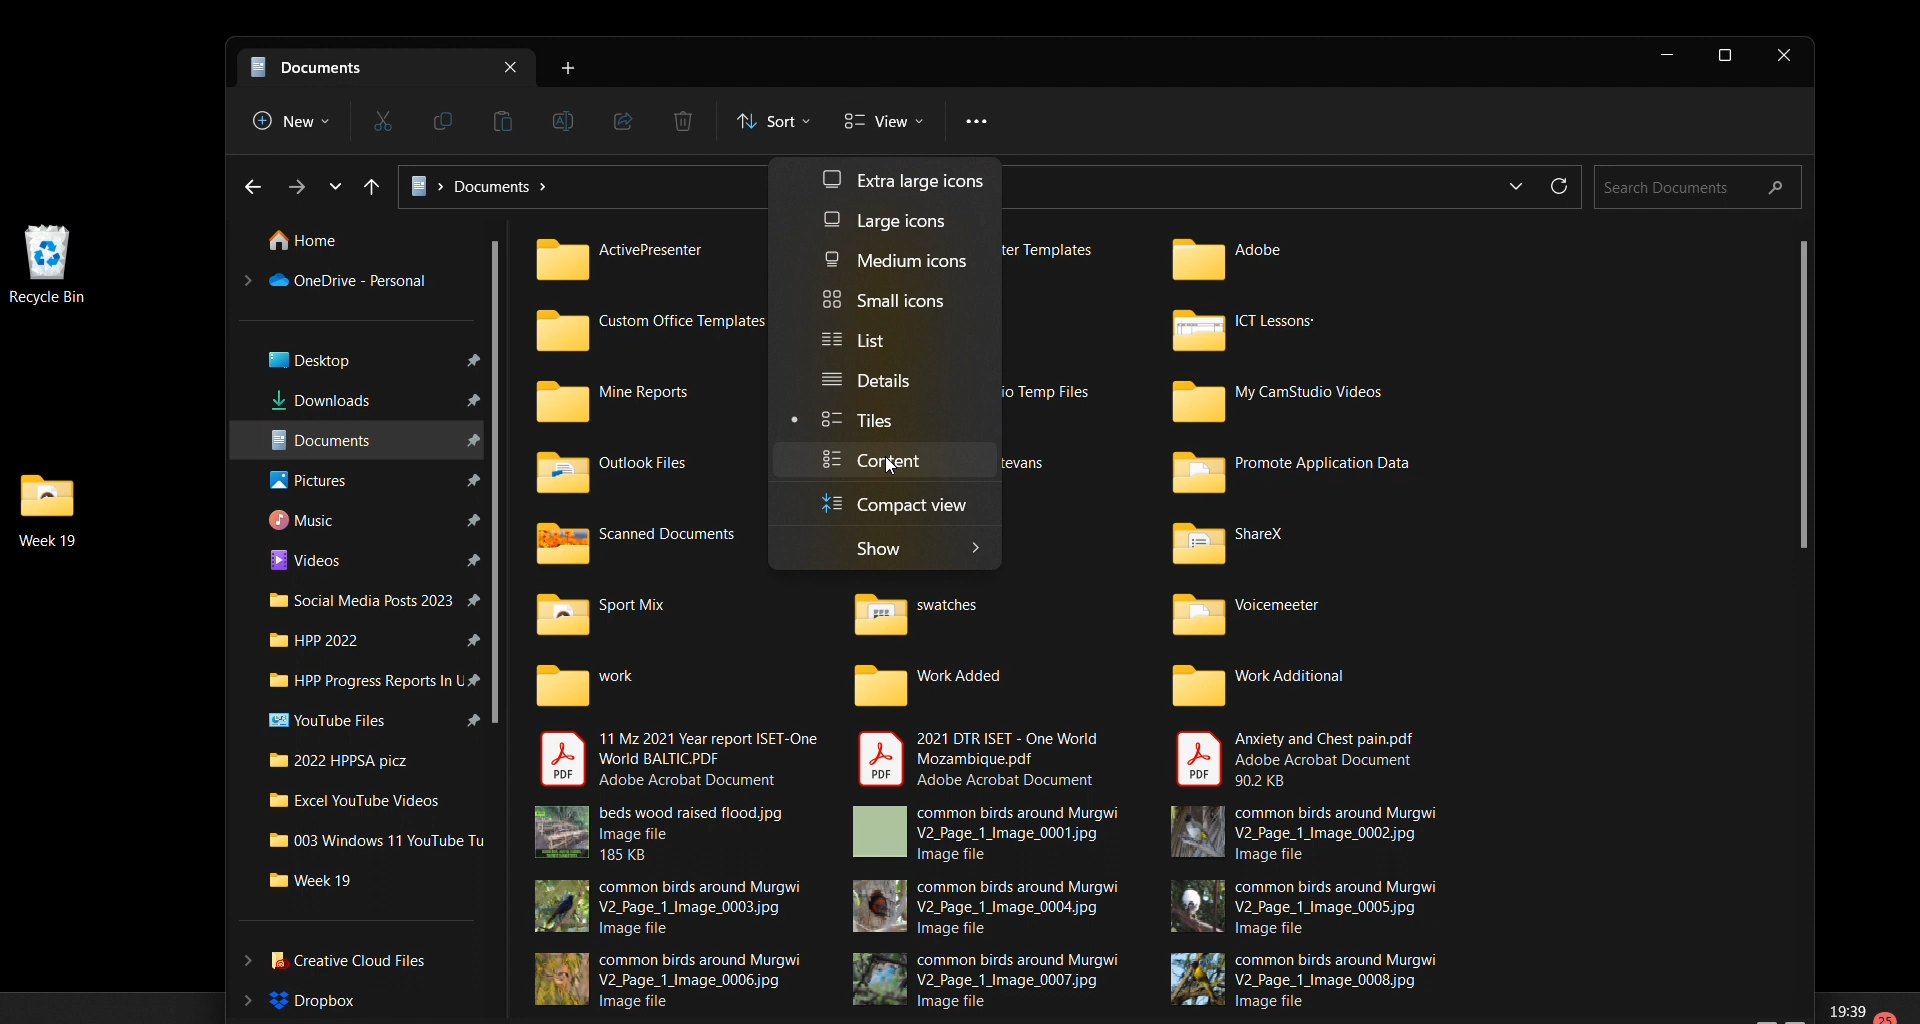 Documents
New
Sort
View
Documents
Search Documents
Recycle Bin
Week 19
Home
OneDrive - Personal
Desktop
Downloads
Documents
Pictures
Music
Videos
Social Media Posts 2023
HPP 2022
HPP Progress Reports In U
YouTube Files
2022 HPPSA picz
Excel YouTube Videos
003 Windows 11 YouTube Tu
Week 19
Creative Cloud Files
Dropbox
Extra large icons
Large icons
Medium icons
Small icons
List
Details
Tiles
Content
Compact view
Show
ActivePresenter
ter Templates
Adobe
Custom Office Templates
ICT Lessons·
Mine Reports
io Temp Files
My CamStudio Videos
Outlook Files
tevans
Promote Application Data
Scanned Documents
ShareX
Sport Mix
swatches
Voicemeeter
work
Work Added
Work Additional
PDF
11 Mz 2021 Year report ISET-One
World BALTIC.PDF
Adobe Acrobat Document
PDF
2021 DTR ISET - One World
Mozambique.pdf
Adobe Acrobat Document
PDF
Anxiety and Chest pain.pdf
Adobe Acrobat Document
90.2 KB
beds wood raised flood.jpg
Image file
185 KB
common birds around Murgwi
V2_Page_1_Image_0001.jpg
Image file
common birds around Murgwi
V2_Page_1_Image_0002.jpg
Image file
common birds around Murgwi
V2_Page_1_Image_0003.jpg
Image file
common birds around Murgwi
V2_Page_1_Image_0004.jpg
Image file
common birds around Murgwi
V2_Page_1_Image_0005.jpg
Image file
common birds around Murgwi
V2_Page_1_Image_0006.jpg
Image file
common birds around Murgwi
V2_Page_1_Image_0007.jpg
Image file
common birds around Murgwi
V2_Page_1_Image_0008.jpg
Image file
19:39
25